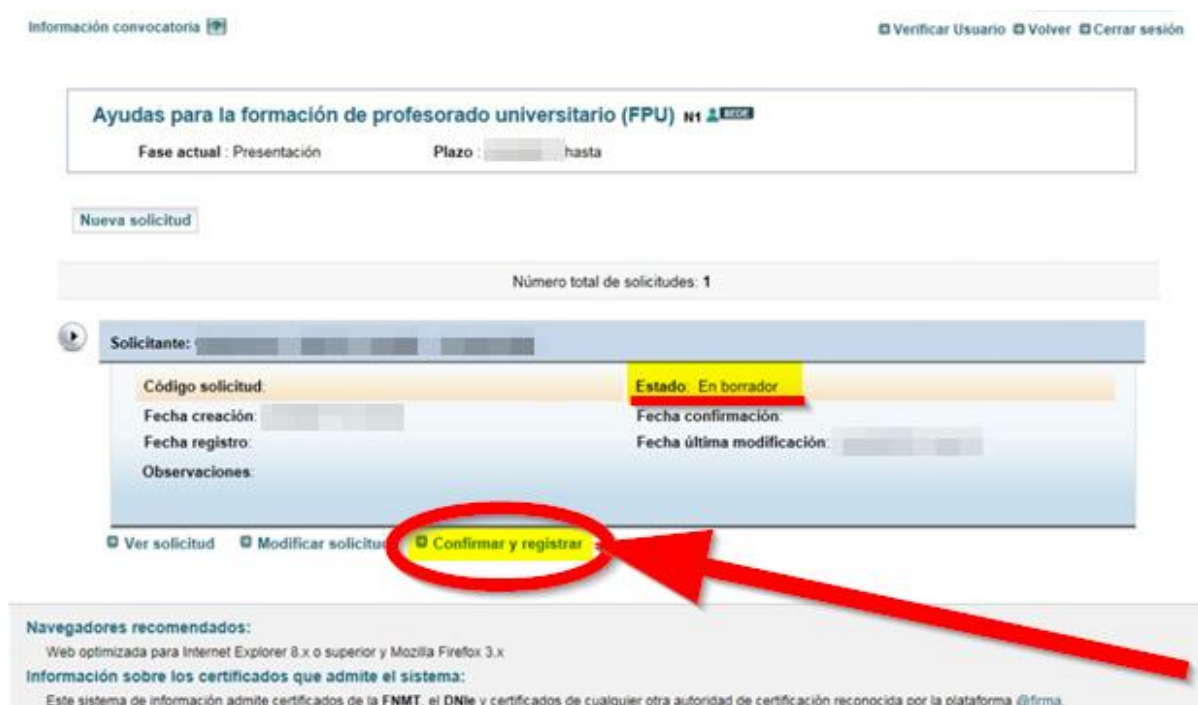 Información convocatoria
Verificar Usuario Volver Cerrar sesión
Ayudas para la formación de profesorado universitario (FPU) N1 SEDE
Fase actual : Presentación Plazo : hasta
Nueva solicitud
Número total de solicitudes: 1
Solicitante:
Código solicitud: Estado: En borrador
Fecha creación: Fecha confirmación:
Fecha registro: Fecha última modificación:
Observaciones:
Ver solicitud Modificar solicitud Confirmar y registrar
Navegadores recomendados:
Web optimizada para Internet Explorer 8.x o superior y Mozilla Firefox 3.x
Información sobre los certificados que admite el sistema:
Este sistema de información admite certificados de la FNMT, el DNIe y certificados de cualquier otra autoridad de certificación reconocida por la plataforma @firma.